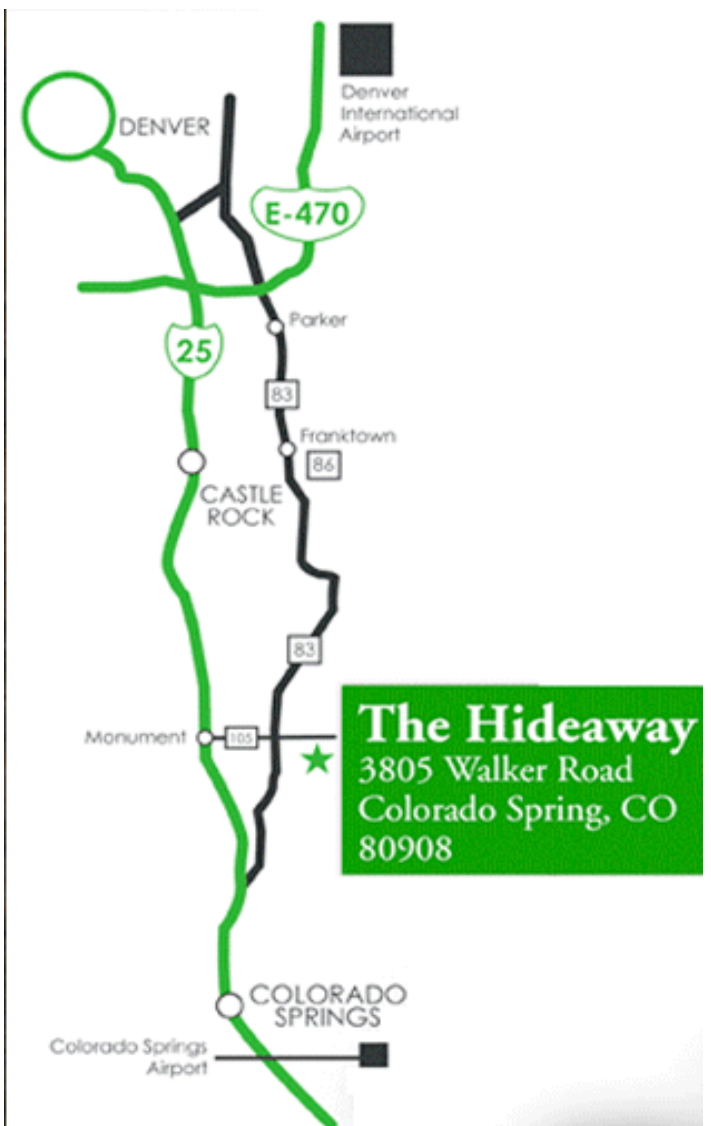 Denver
International
Airport
DENVER
E-470
Parker
25
83
Franktown
86
CASTLE
ROCK
83
The Hideaway
3805 Walker Road
Colorado Spring, CO
80908
Monument
105
COLORADO
SPRINGS
Colorado Springs
Airport